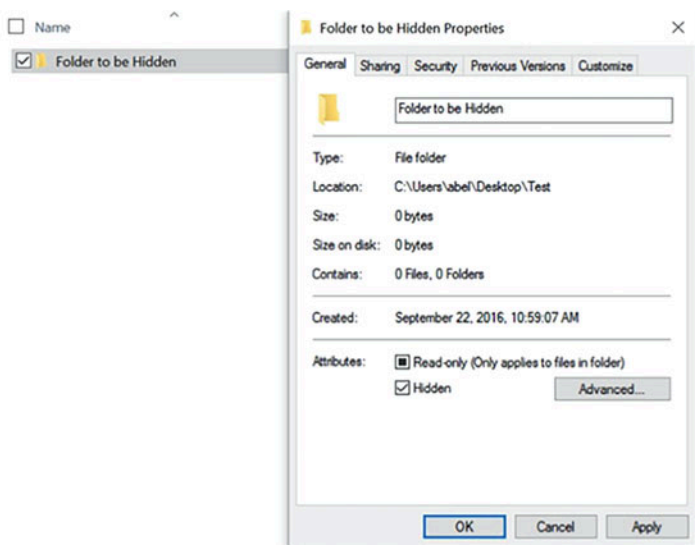 Name
Folder to be Hidden
Folder to be Hidden Properties
General Sharing Security Previous Versions Customize
Folder to be Hidden
Type: File folder
Location: C:\Users\abel\Desktop\Test
Size: 0 bytes
Size on disk: 0 bytes
Contains: 0 Files, 0 Folders
Created: September 22, 2016, 10:59:07 AM
Attributes: Read-only (Only applies to files in folder)
Hidden Advanced...
OK Cancel Apply